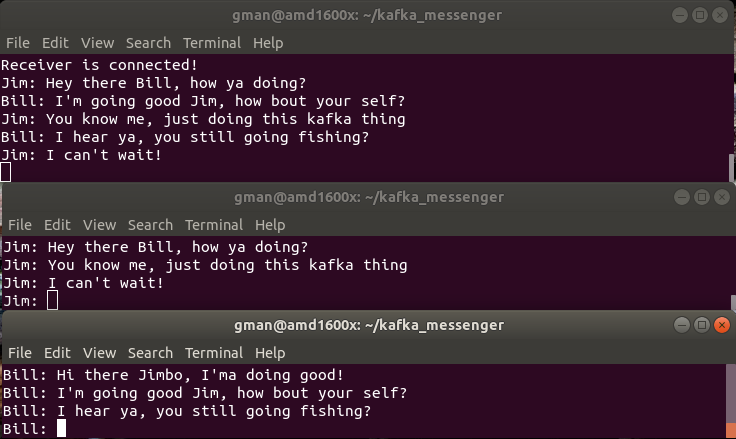 gman@amd1600x: ~/kafka_messenger
File Edit View Search Terminal Help
Receiver is connected!
Jim: Hey there Bill, how ya doing?
Bill: I'm going good Jim, how bout your self?
Jim: You know me, just doing this kafka thing
Bill: I hear ya, you still going fishing?
Jim: I can't wait!
gman@amd1600x: ~/kafka_messenger
File Edit View Search Terminal Help
Jim: Hey there Bill, how ya doing?
Jim: You know me, just doing this kafka thing
Jim: I can't wait!
Jim:
gman@amd1600x: ~/kafka_messenger
File Edit View Search Terminal Help
Bill: Hi there Jimbo, I'ma doing good!
Bill: I'm going good Jim, how bout your self?
Bill: I hear ya, you still going fishing?
Bill: